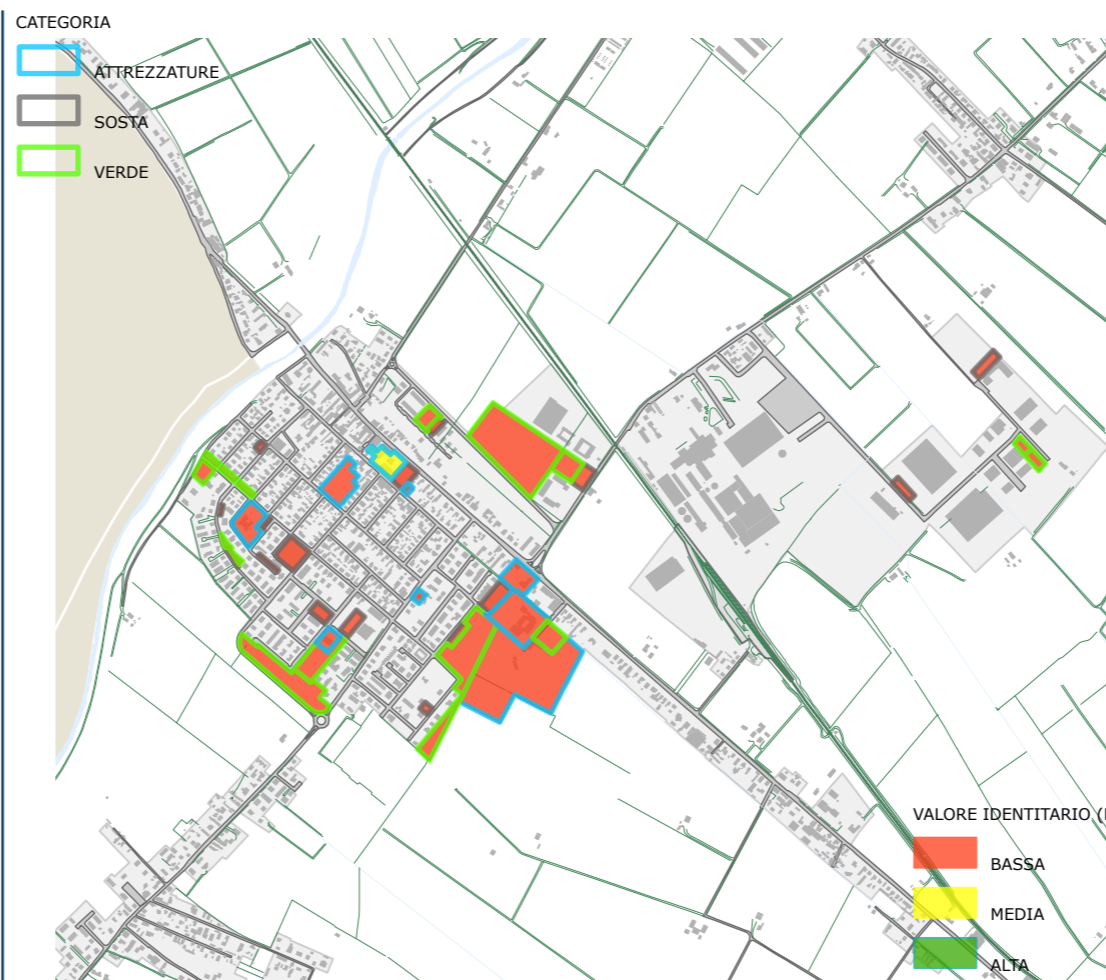 CATEGORIA
ATTREZZATURE
SOSTA
VERDE
VALORE IDENTITARIO (
BASSA
MEDIA
ALTA